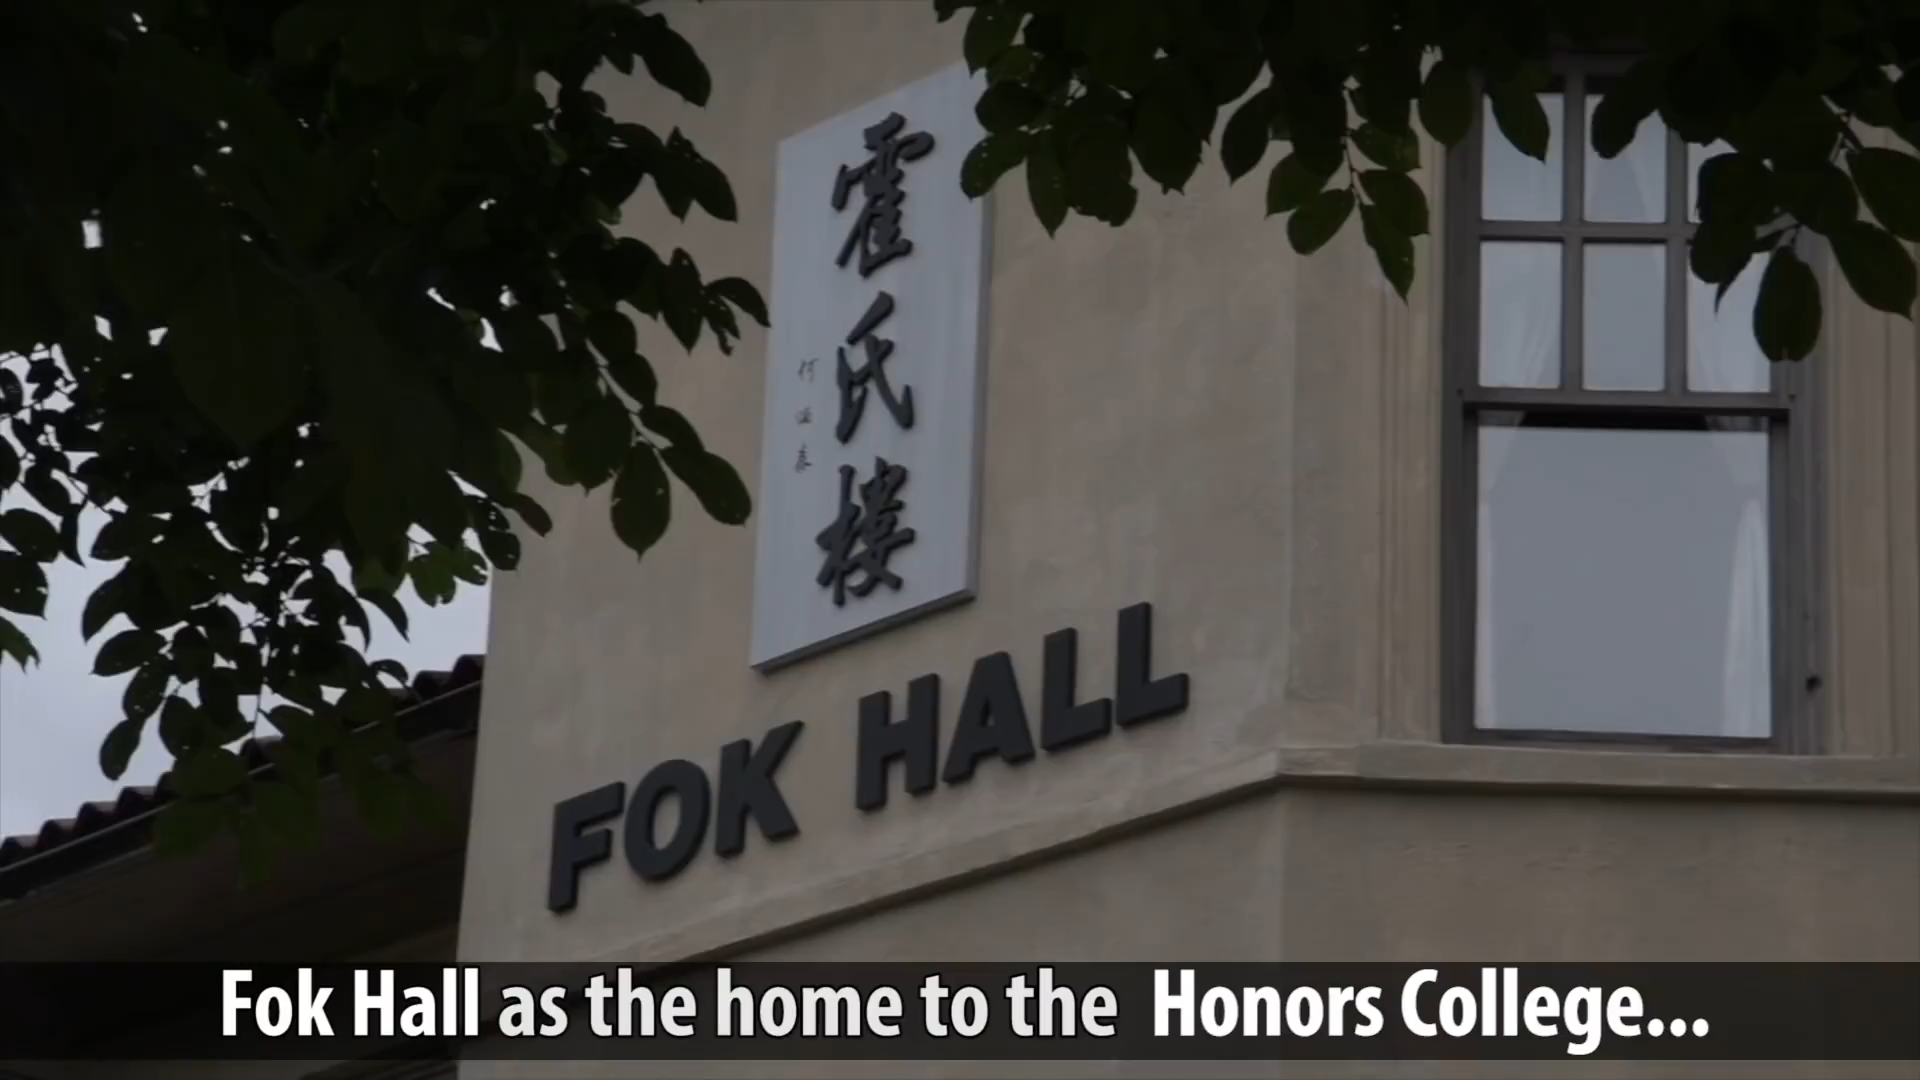 霍氏樓
FOK HALL
Fok Hall as the home to the Honors College...